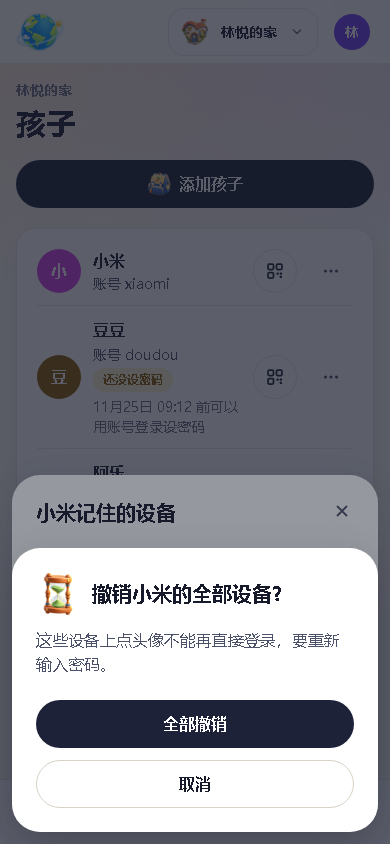 林悦的家
林
林悦的家
孩子
添加孩子
小
小米
账号 xiaomi
豆
豆豆
账号 doudou
还没设密码
11月25日 09:12 前可以
用账号登录设密码
阿乐
小米记住的设备
撤销小米的全部设备?
这些设备上点头像不能再直接登录，要重新
输入密码。
全部撤销
取消